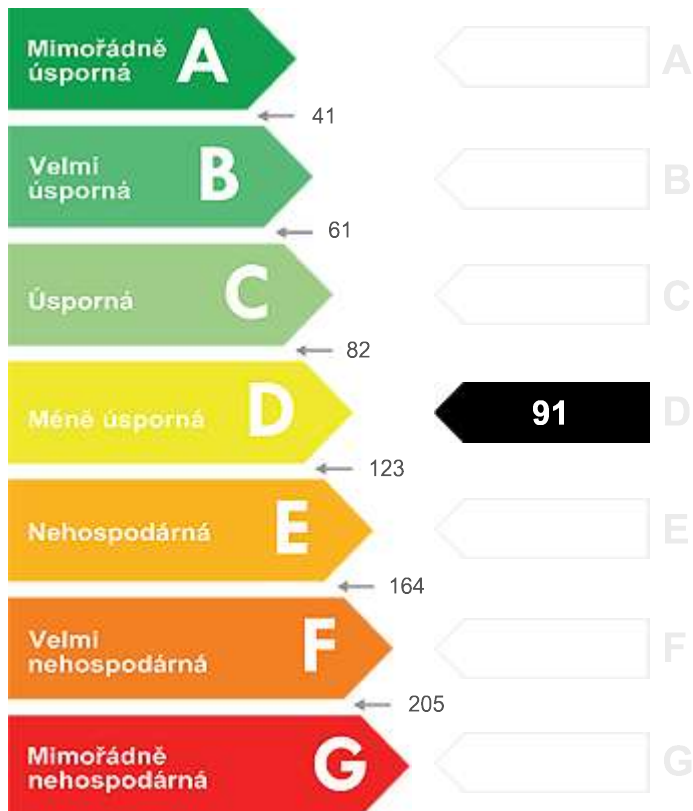 Mimořádně
úsporná
A
A
41
Velmi
úsporná
B
B
61
Úsporná
C
C
82
Méně úsporná
D
91
D
123
Nehospodárná
E
E
164
Velmi
nehospodárná
F
F
205
Mimořádně
nehospodárná
G
G